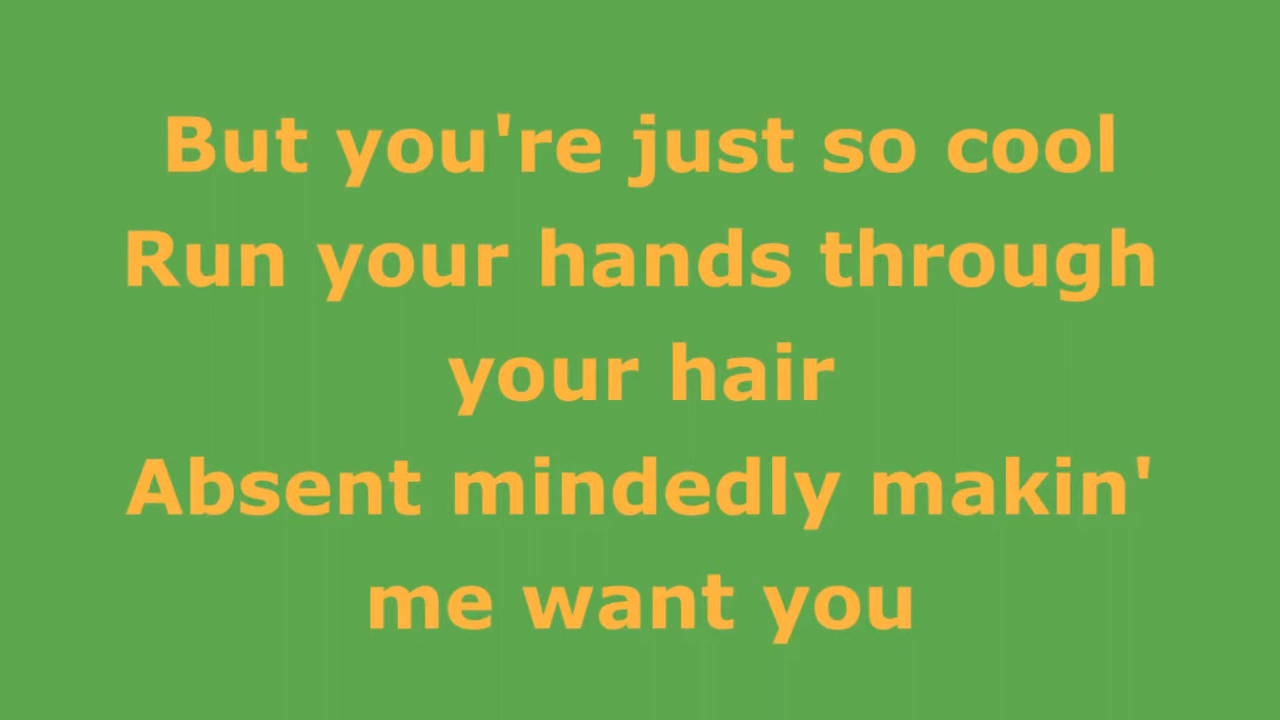 But you're just so cool
Run your hands through
your hair
Absent mindedly makin'
me want you